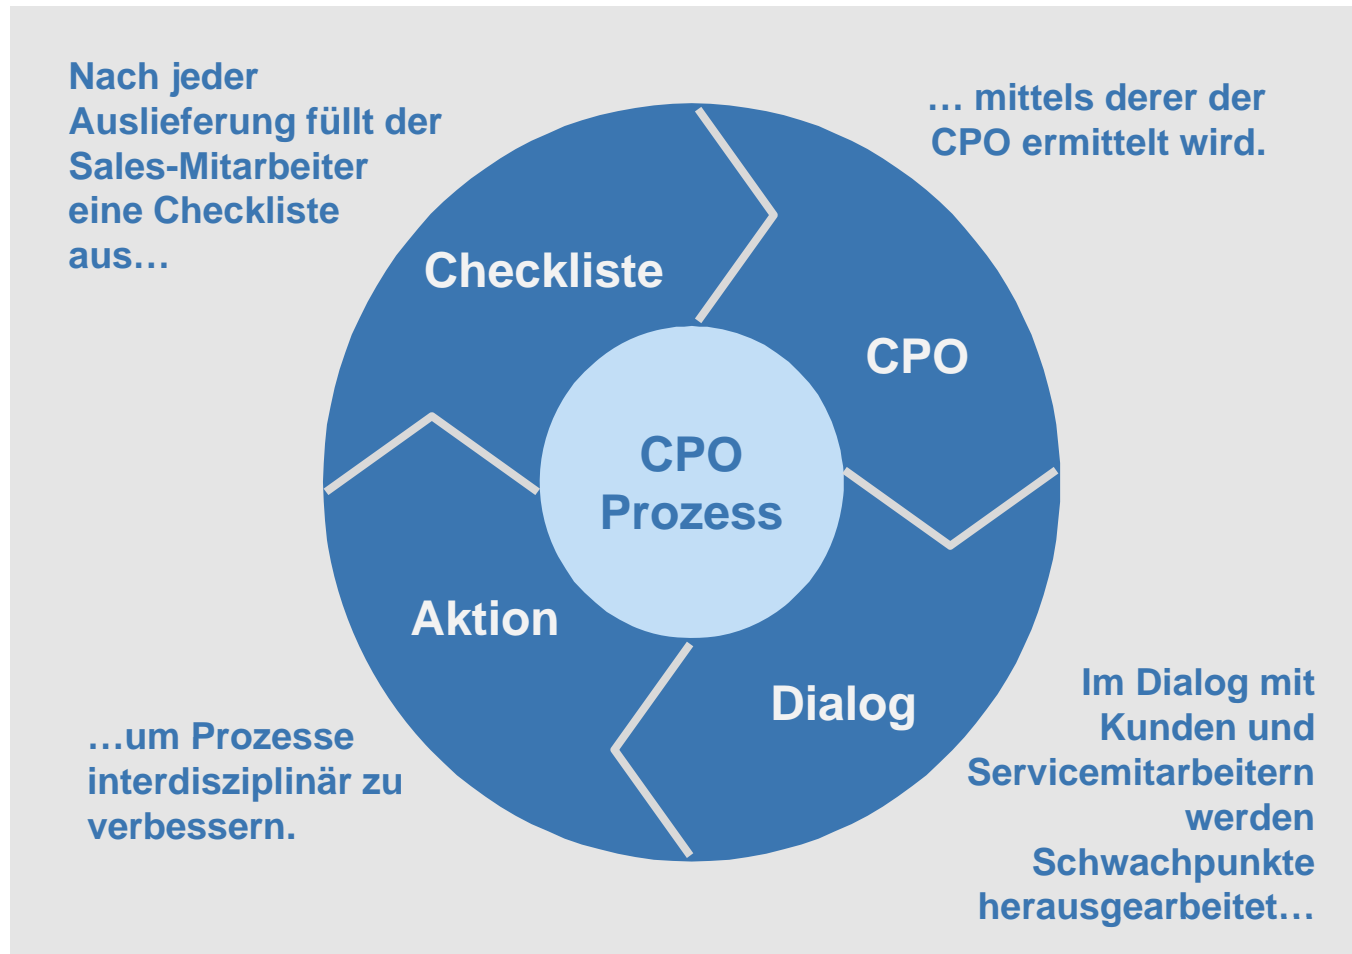 Nach jeder
Auslieferung füllt der
Sales-Mitarbeiter
eine Checkliste
aus…
… mittels derer der
CPO ermittelt wird.
Checkliste
CPO
CPO
Prozess
Aktion
Dialog
Im Dialog mit
Kunden und
Servicemitarbeitern
werden
Schwachpunkte
herausgearbeitet…
…um Prozesse
interdisziplinär zu
verbessern.